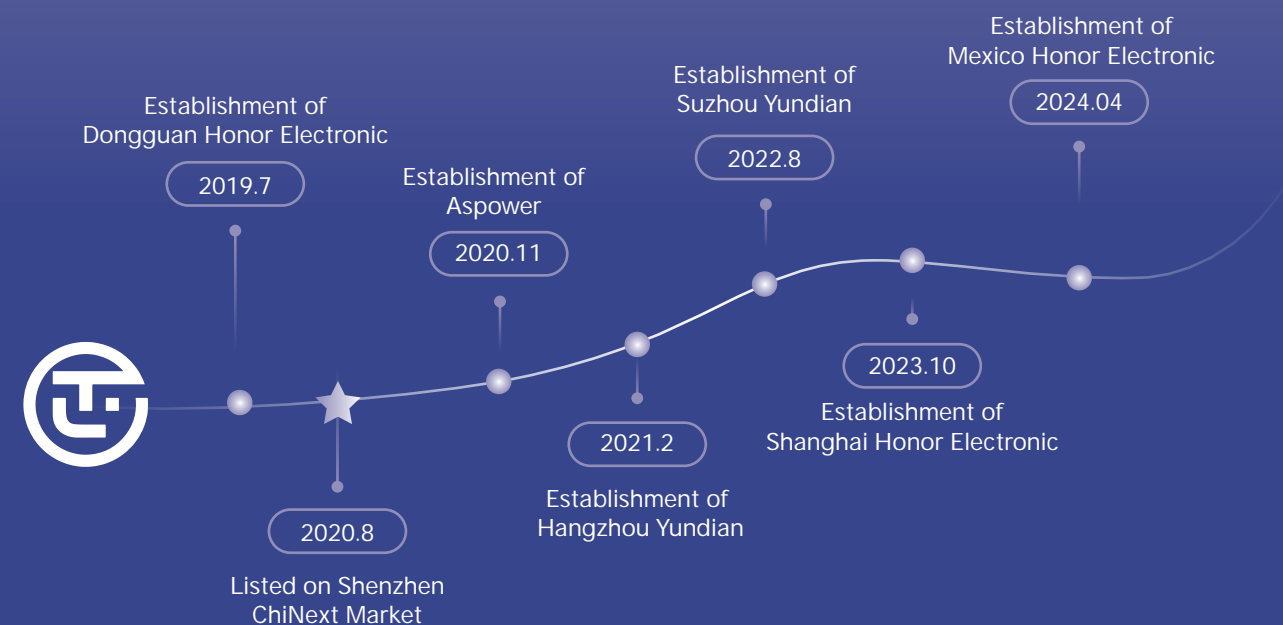 Establishment of
Dongguan Honor Electronic
2019.7
2020.8
Listed on Shenzhen
ChiNext Market
Establishment of
Aspower
2020.11
2021.2
Establishment of
Hangzhou Yundian
Establishment of
Suzhou Yundian
2022.8
2023.10
Establishment of
Shanghai Honor Electronic
Establishment of
Mexico Honor Electronic
2024.04